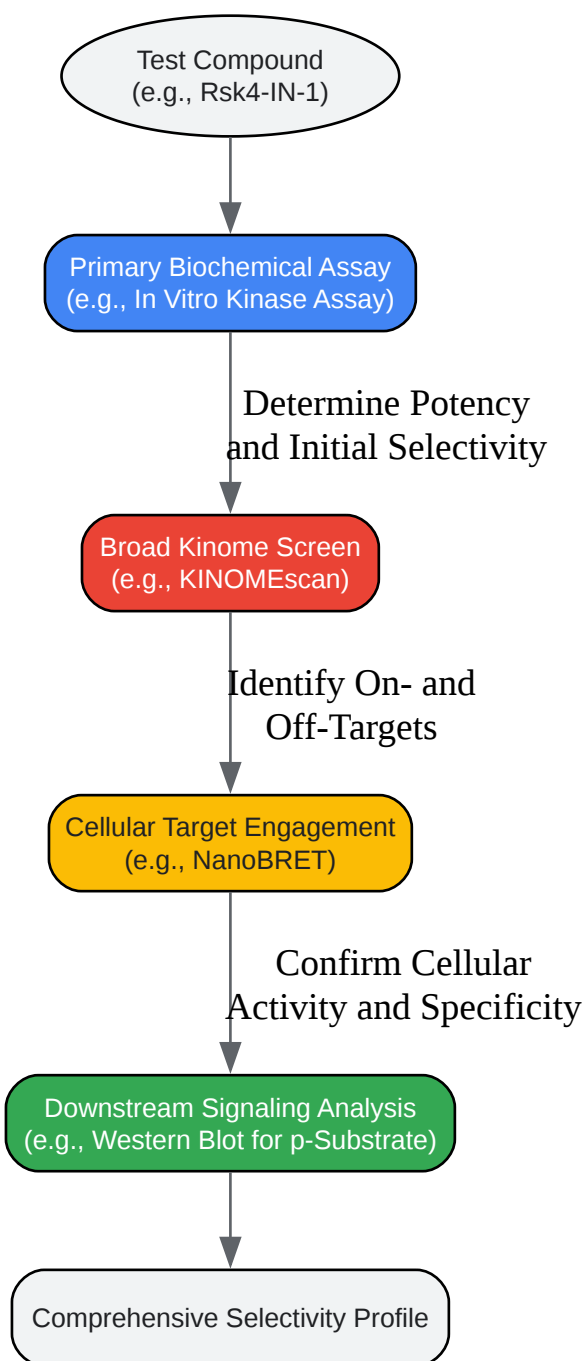 Test Compound
(e.g., Rsk4-IN-1)
Primary Biochemical Assay
(e.g., In Vitro Kinase Assay)
Determine Potency
and Initial Selectivity
Broad Kinome Screen
(e.g., KINOMEscan)
Identify On- and
Off-Targets
Cellular Target Engagement
(e.g., NanoBRET)
Confirm Cellular
Activity and Specificity
Downstream Signaling Analysis
(e.g., Western Blot for p-Substrate)
Comprehensive Selectivity Profile